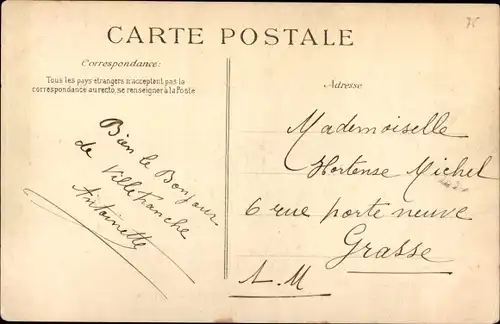 75
CARTE POSTALE
Correspondance:
Tous les pays étrangers n'acceptent pas la
correspondance au recto, se renseigner à la Poste
Adresse
Bien le Bonjour
de Villefranche
Antoinette
Mademoiselle
Hortense Michel
6 rue porte neuve
Grasse
A. M